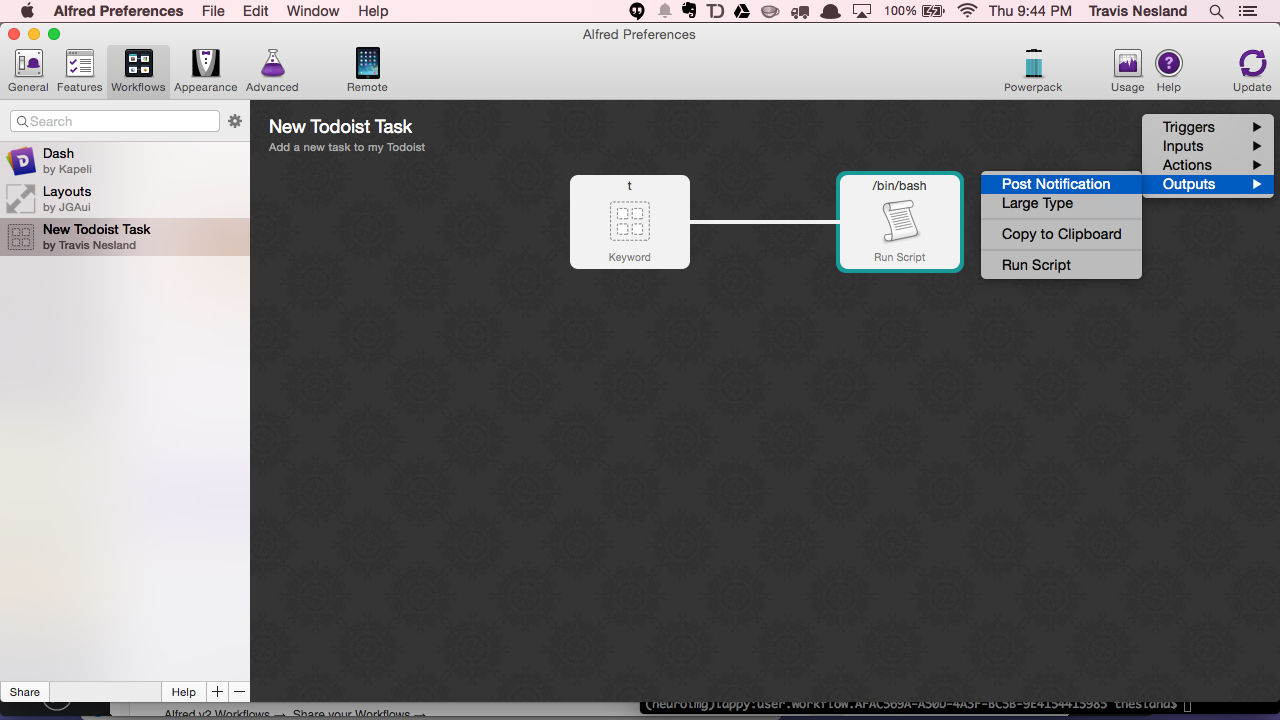 Alfred Preferences File Edit Window Help 100% Thu 9:44 PM Travis Nesland
Alfred Preferences
General Features Workflows Appearance Advanced Remote Powerpack Usage Help Update
Search
Dash
by Kapeli
Layouts
by JGAui
New Todoist Task
by Travis Nesland
New Todoist Task
Add a new task to my Todoist
t
Keyword
/bin/bash
Run Script
Triggers
Inputs
Actions
Outputs
Post Notification
Large Type
Copy to Clipboard
Run Script
Share Help + −
Alfred v2 Workflows → Share your Workflows →